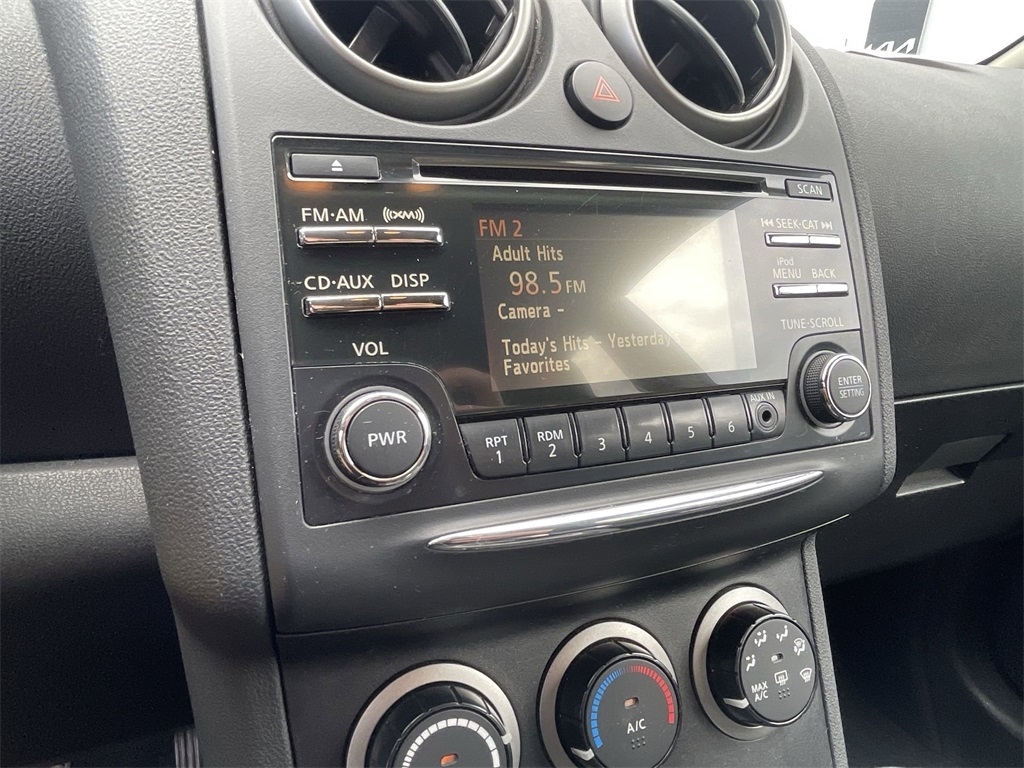 SCAN
FM·AM ((XM))
SEEK·CAT
FM 2
Adult Hits
98.5 FM
Camera -
Today's Hits - Yesterday's
Favorites
iPod
MENU BACK
CD·AUX DISP
TUNE·SCROLL
VOL
PWR
ENTER
SETTING
AUX IN
RPT
1
RDM
2
3
4
5
6
A/C
MAX
A/C